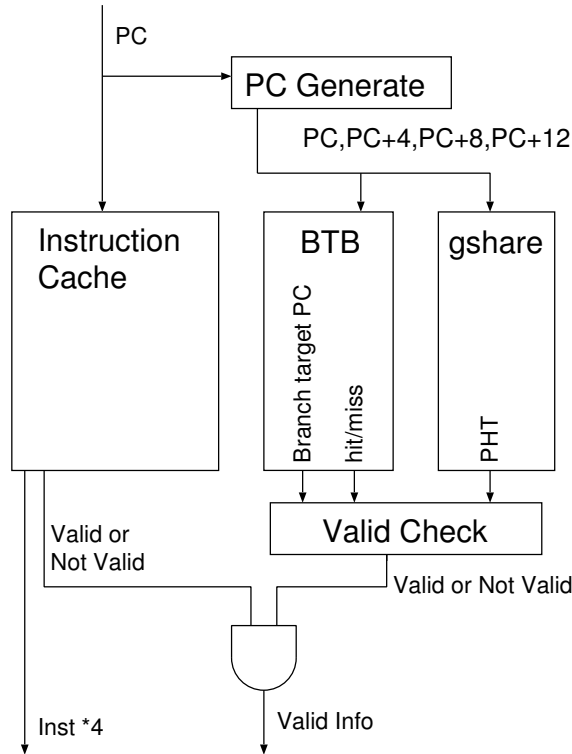 PC
PC Generate
PC,PC+4,PC+8,PC+12
Instruction
Cache
BTB
gshare
Branch target PC
hit/miss
PHT
Valid Check
Valid or
Not Valid
Valid or Not Valid
Inst *4
Valid Info